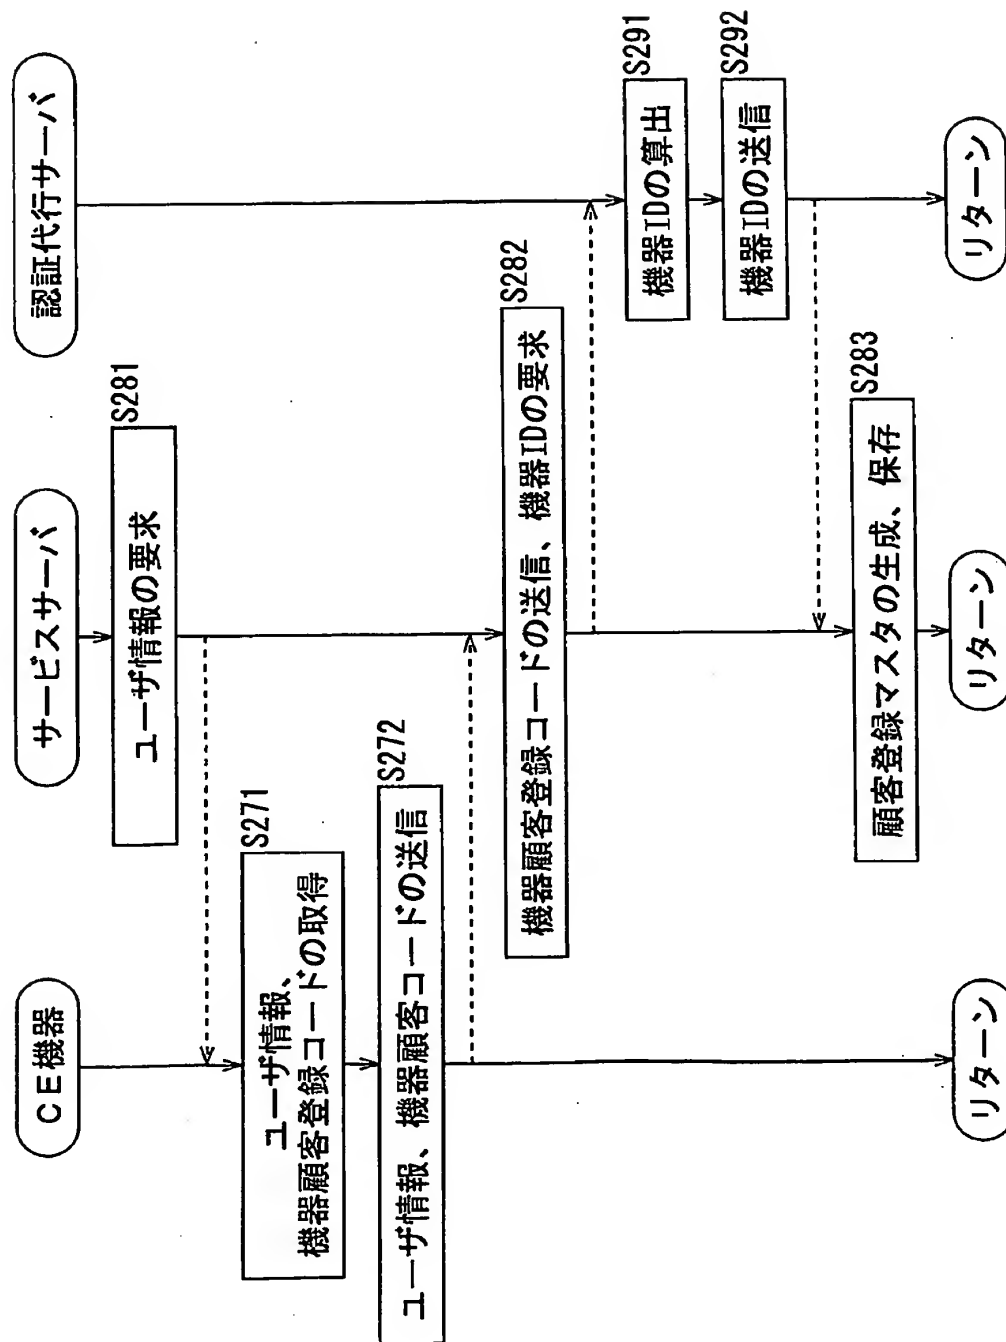 CE機器
サービスサーバ
認証代行サーバ
S281
ユーザ情報の要求
S271
ユーザ情報、
機器顧客登録コードの取得
S272
ユーザ情報、機器顧客コードの送信
S282
機器顧客登録コードの送信、機器IDの要求
S291
機器IDの算出
S292
機器IDの送信
S283
顧客登録マスタの生成、保存
リターン
リターン
リターン